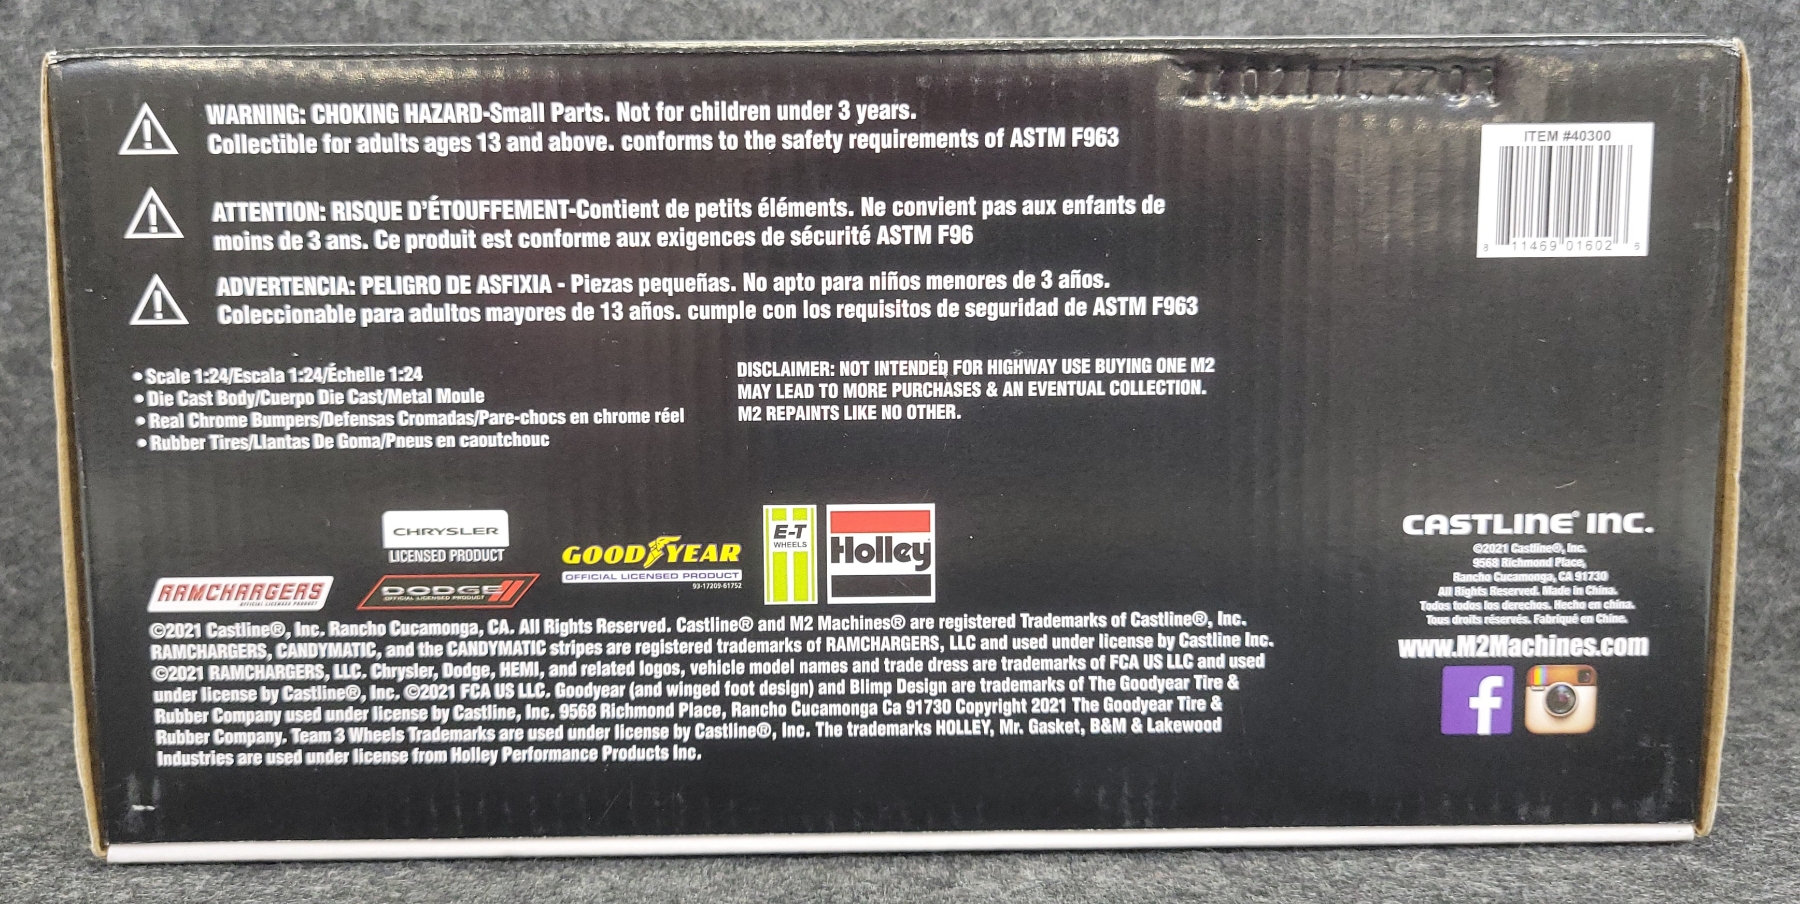 WARNING: CHOKING HAZARD-Small Parts. Not for children under 3 years.
Collectible for adults ages 13 and above. conforms to the safety requirements of ASTM F963
ATTENTION: RISQUE D'ÉTOUFFEMENT-Contient de petits éléments. Ne convient pas aux enfants de
moins de 3 ans. Ce produit est conforme aux exigences de sécurité ASTM F96
ADVERTENCIA: PELIGRO DE ASFIXIA - Piezas pequeñas. No apto para niños menores de 3 años.
Coleccionable para adultos mayores de 13 años. cumple con los requisitos de seguridad de ASTM F963
ITEM #40300
8 11469 01602 6
• Scale 1:24/Escala 1:24/Échelle 1:24
• Die Cast Body/Cuerpo Die Cast/Metal Moule
• Real Chrome Bumpers/Defensas Cromadas/Pare-chocs en chrome réel
• Rubber Tires/Llantas De Goma/Pneus en caoutchouc
DISCLAIMER: NOT INTENDED FOR HIGHWAY USE BUYING ONE M2
MAY LEAD TO MORE PURCHASES & AN EVENTUAL COLLECTION.
M2 REPAINTS LIKE NO OTHER.
CHRYSLER
LICENSED PRODUCT
RAMCHARGERS
OFFICIAL LICENSED PRODUCT
DODGE
OFFICIAL LICENSED PRODUCT
GOODYEAR
OFFICIAL LICENSED PRODUCT
93-17209-61752
E-T
WHEELS
Holley
©2021 Castline®, Inc. Rancho Cucamonga, CA. All Rights Reserved. Castline® and M2 Machines® are registered Trademarks of Castline®, Inc.
RAMCHARGERS, CANDYMATIC, and the CANDYMATIC stripes are registered trademarks of RAMCHARGERS, LLC and used under license by Castline Inc.
©2021 RAMCHARGERS, LLC. Chrysler, Dodge, HEMI, and related logos, vehicle model names and trade dress are trademarks of FCA US LLC and used
under license by Castline®, Inc. ©2021 FCA US LLC. Goodyear (and winged foot design) and Blimp Design are trademarks of The Goodyear Tire &
Rubber Company used under license by Castline, Inc. 9568 Richmond Place, Rancho Cucamonga Ca 91730 Copyright 2021 The Goodyear Tire &
Rubber Company. Team 3 Wheels Trademarks are used under license by Castline®, Inc. The trademarks HOLLEY, Mr. Gasket, B&M & Lakewood
Industries are used under license from Holley Performance Products Inc.
CASTLINE® INC.
©2021 Castline®, Inc.
9568 Richmond Place,
Rancho Cucamonga, CA 91730
All Rights Reserved. Made in China.
Todos todos los derechos. Hecho en china.
Tous droits réservés. Fabriqué en Chine.
www.M2Machines.com
f